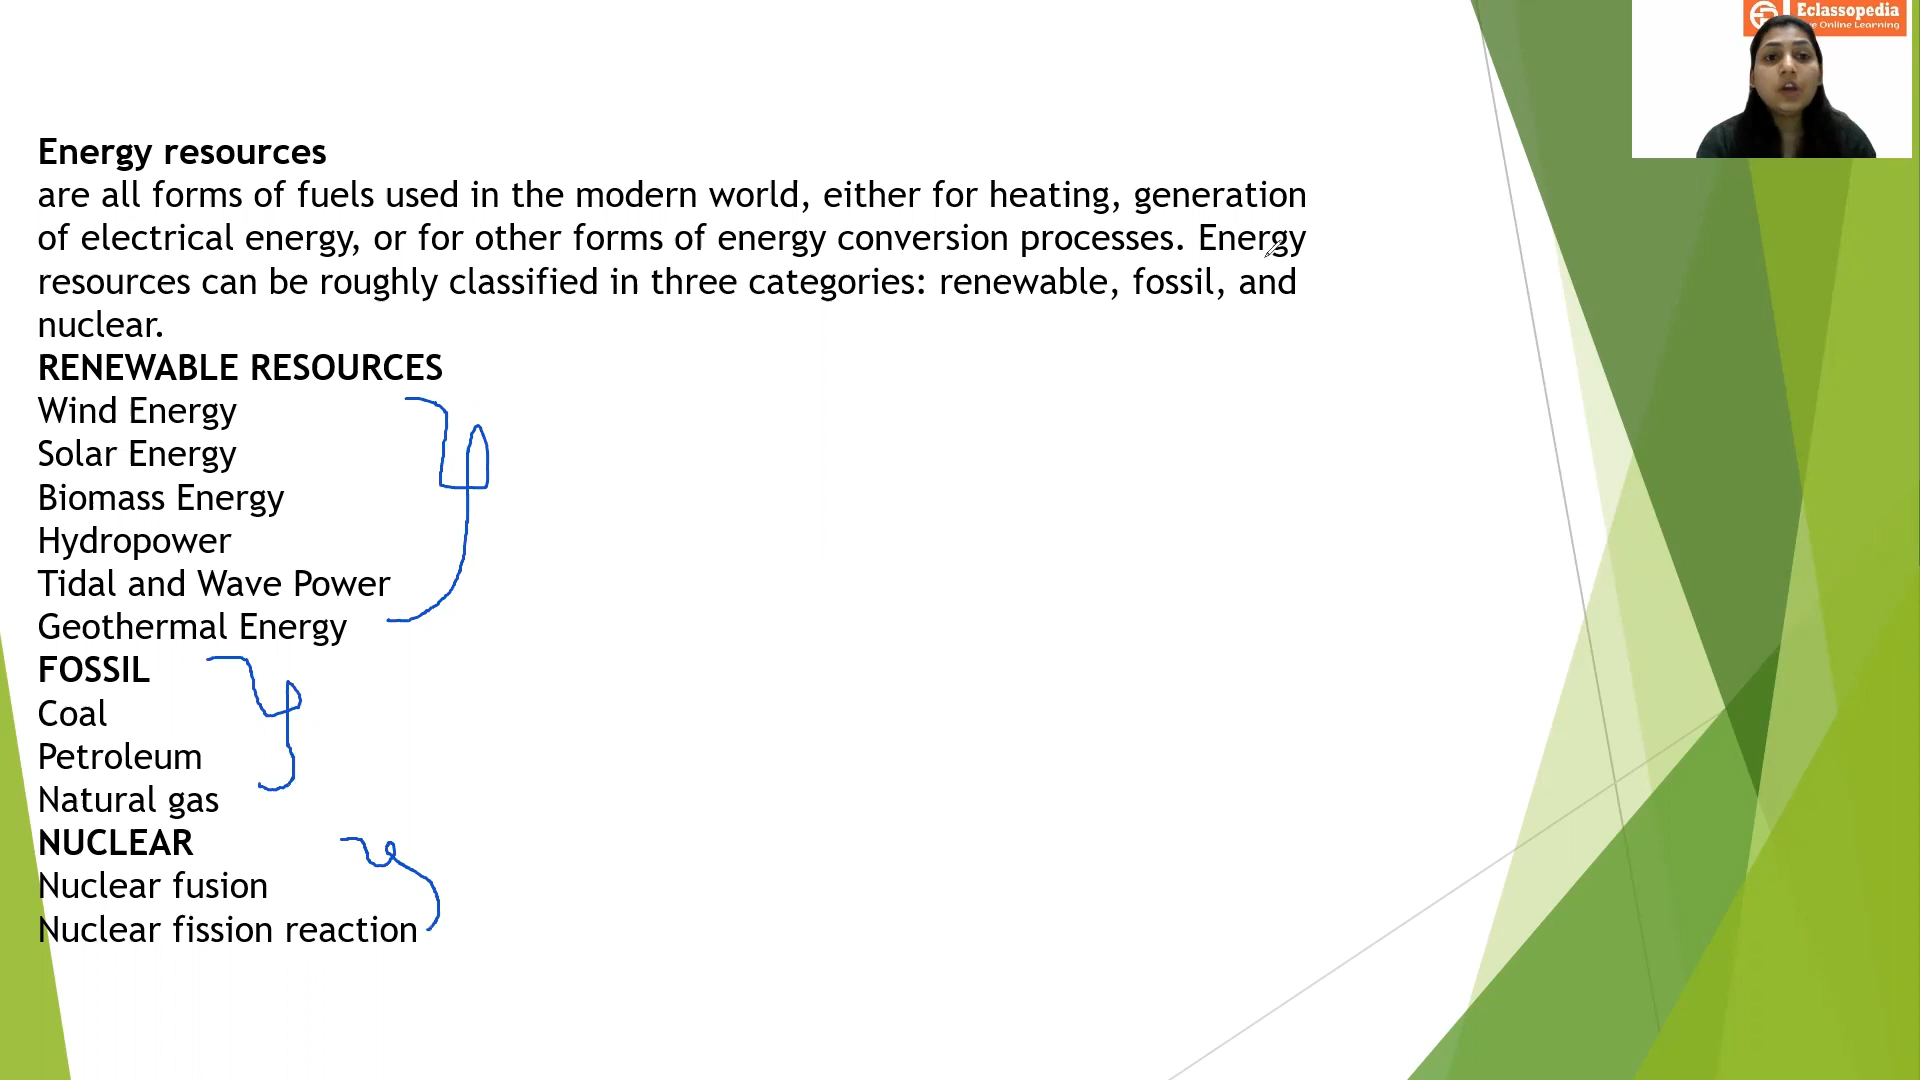 Eclassopedia
Online Learning
Energy resources
are all forms of fuels used in the modern world, either for heating, generation
of electrical energy, or for other forms of energy conversion processes. Energy
resources can be roughly classified in three categories: renewable, fossil, and
nuclear.
RENEWABLE RESOURCES
Wind Energy
Solar Energy
Biomass Energy
Hydropower
Tidal and Wave Power
Geothermal Energy
FOSSIL
Coal
Petroleum
Natural gas
NUCLEAR
Nuclear fusion
Nuclear fission reaction